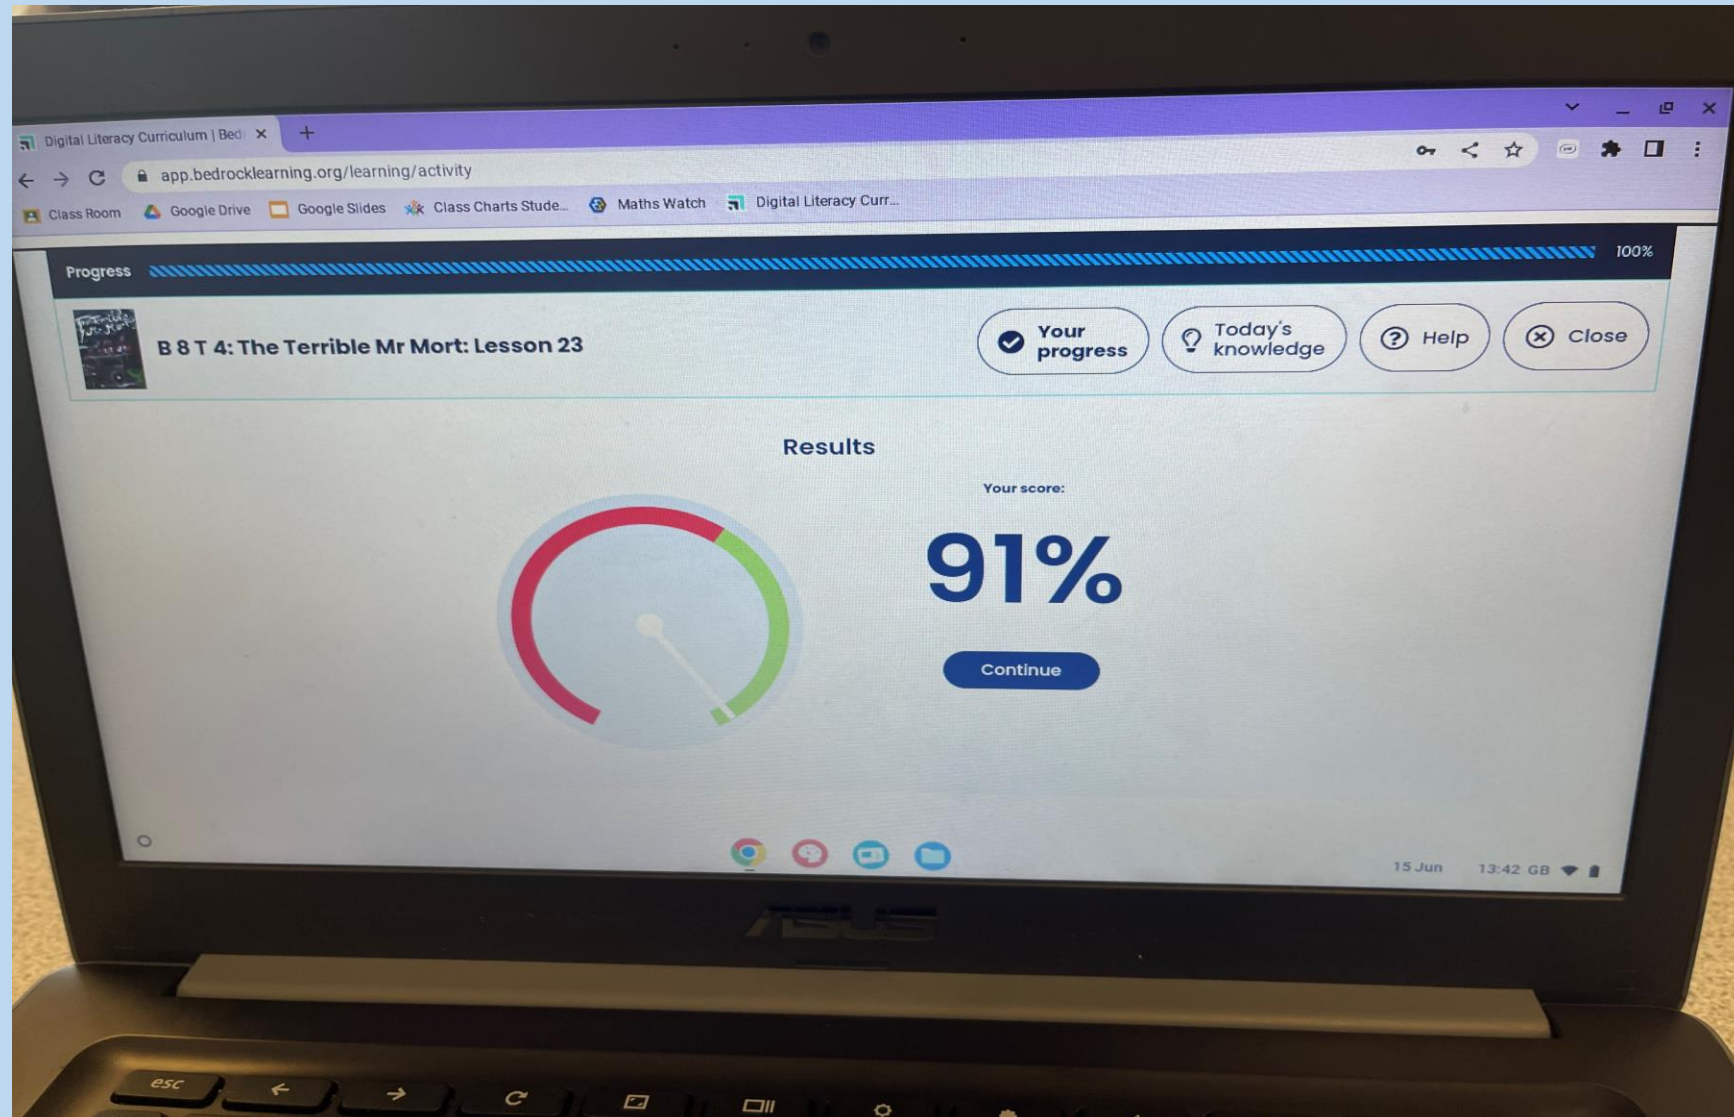 Digital Literacy Curriculum | Bed
app.bedrocklearning.org/learning/activity
Class Room Google Drive Google Slides Class Charts Stude... Maths Watch Digital Literacy Curr...
Progress 100%
B 8 T 4: The Terrible Mr Mort: Lesson 23
Your progress
Today's knowledge
Help
Close
Results
Your score:
91%
Continue
15 Jun 13:42 GB
ASUS
esc